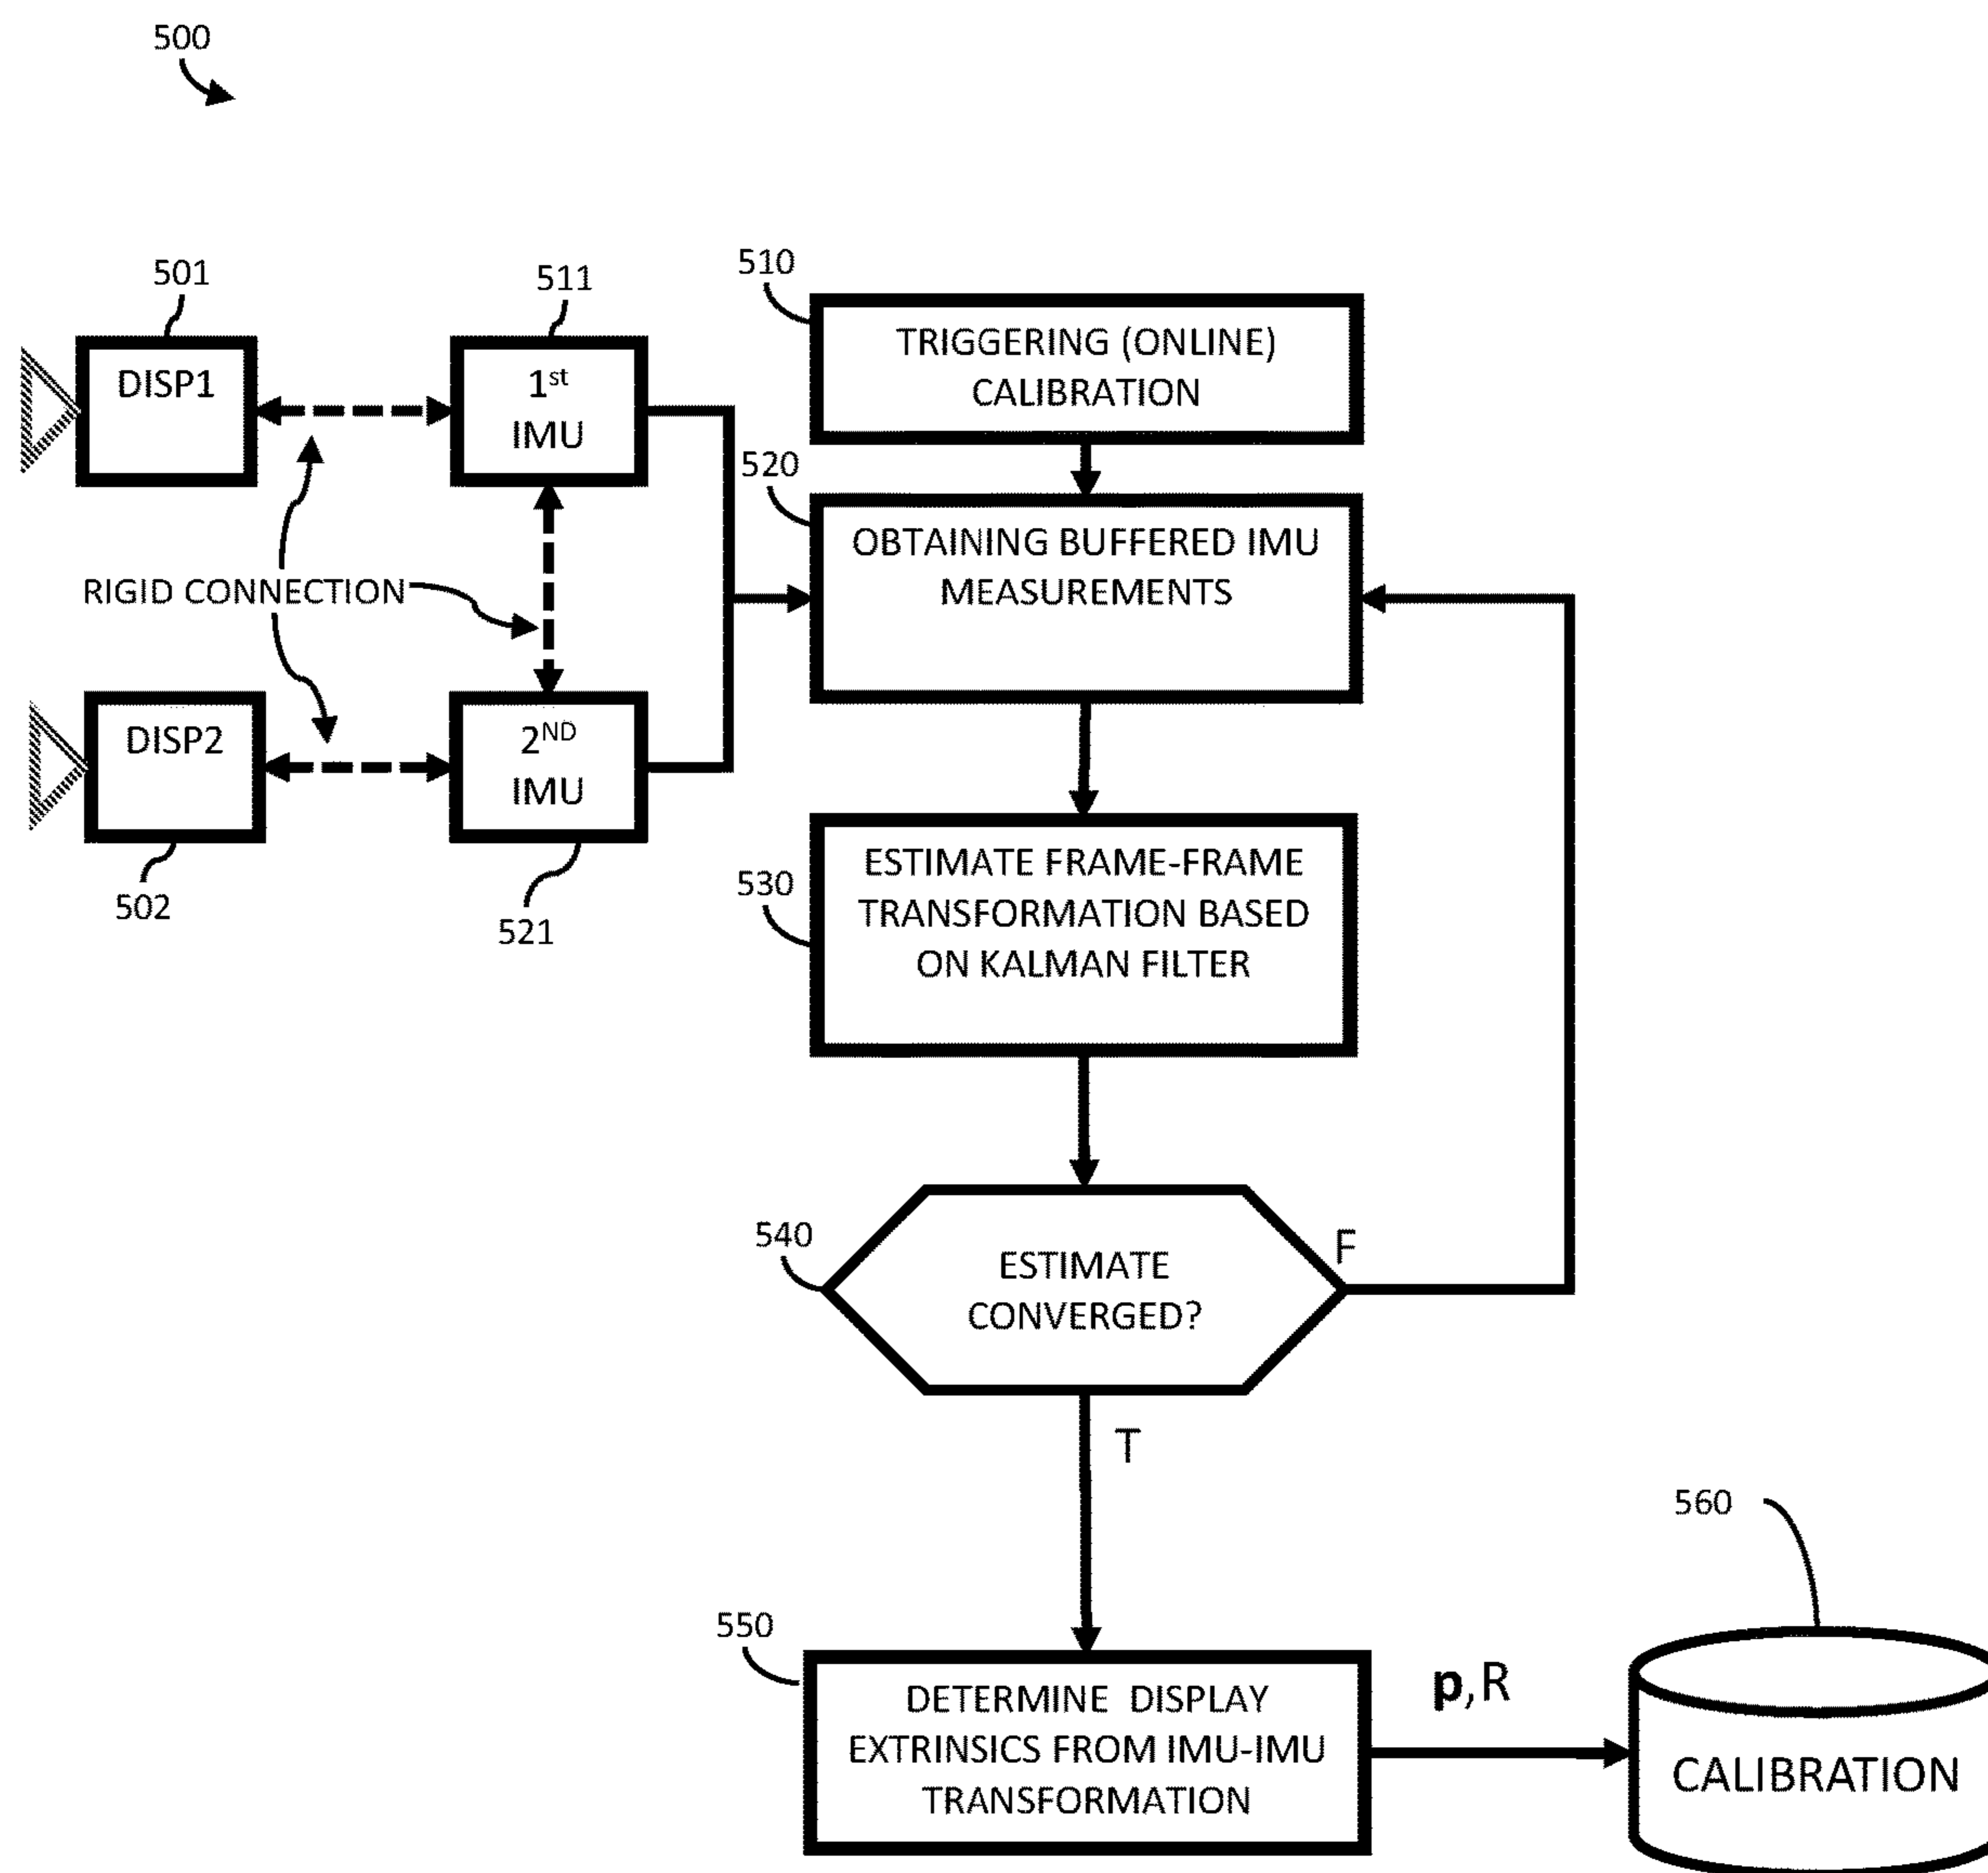 500
501
511
510
DISP1
1st
IMU
TRIGGERING (ONLINE)
CALIBRATION
520
OBTAINING BUFFERED IMU
MEASUREMENTS
RIGID CONNECTION
DISP2
2ND
IMU
502
521
530
ESTIMATE FRAME-FRAME
TRANSFORMATION BASED
ON KALMAN FILTER
540
ESTIMATE
CONVERGED?
F
T
560
550
DETERMINE DISPLAY
EXTRINSICS FROM IMU-IMU
TRANSFORMATION
p,R
CALIBRATION